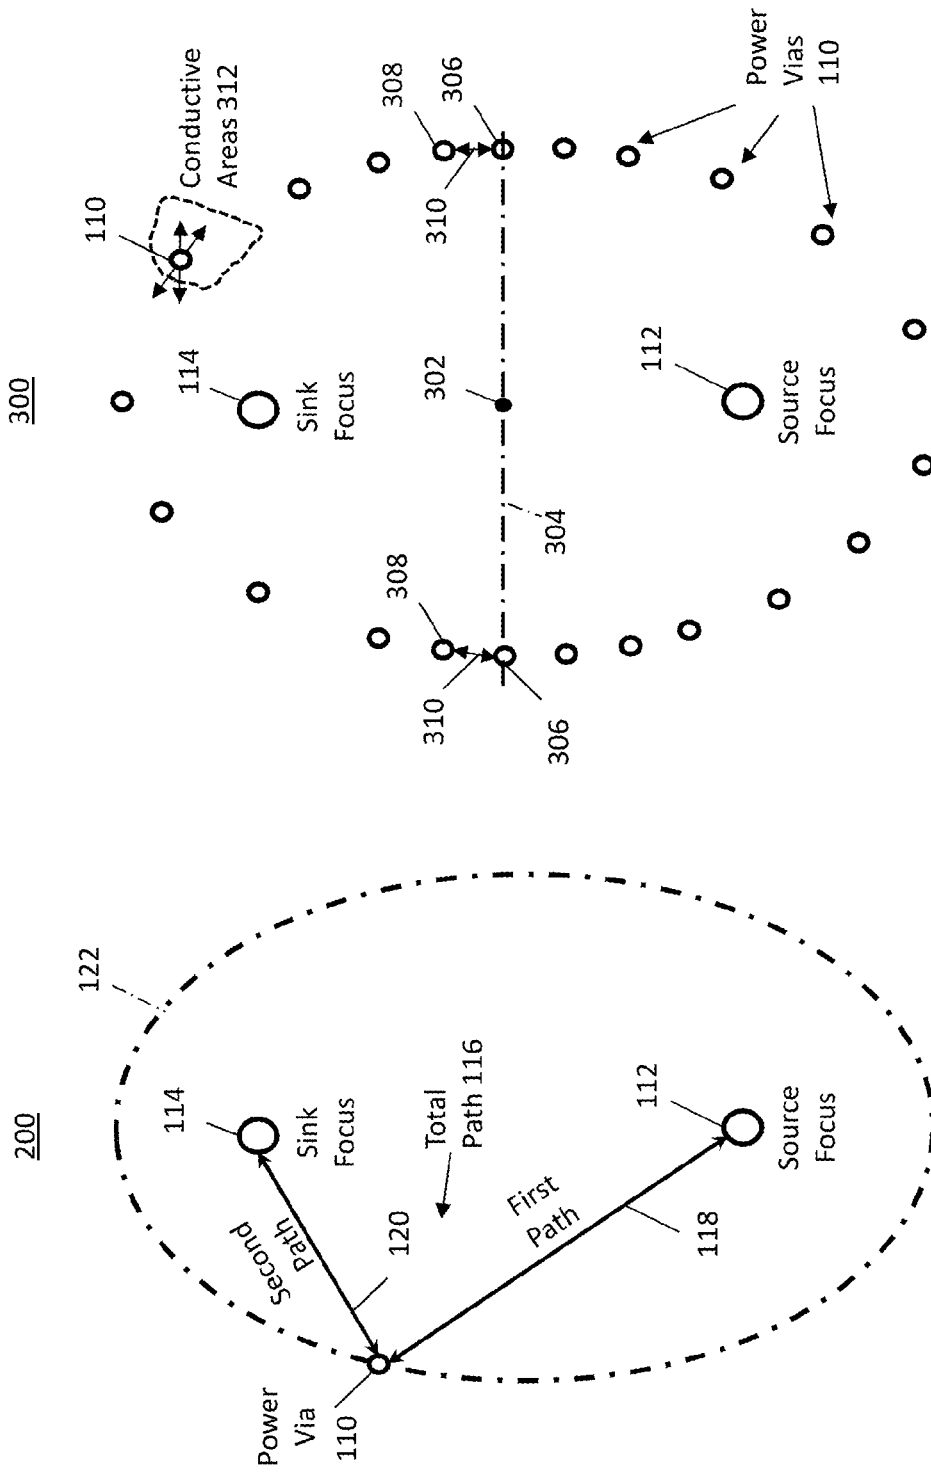 200
122
114
Sink
Focus
Second
Path
120
Total
Path 116
First
Path
118
112
Source
Focus
Power
Via
110
300
110
Conductive
Areas 312
114
Sink
Focus
308
310
306
302
304
308
310
306
112
Source
Focus
Power
Vias
110